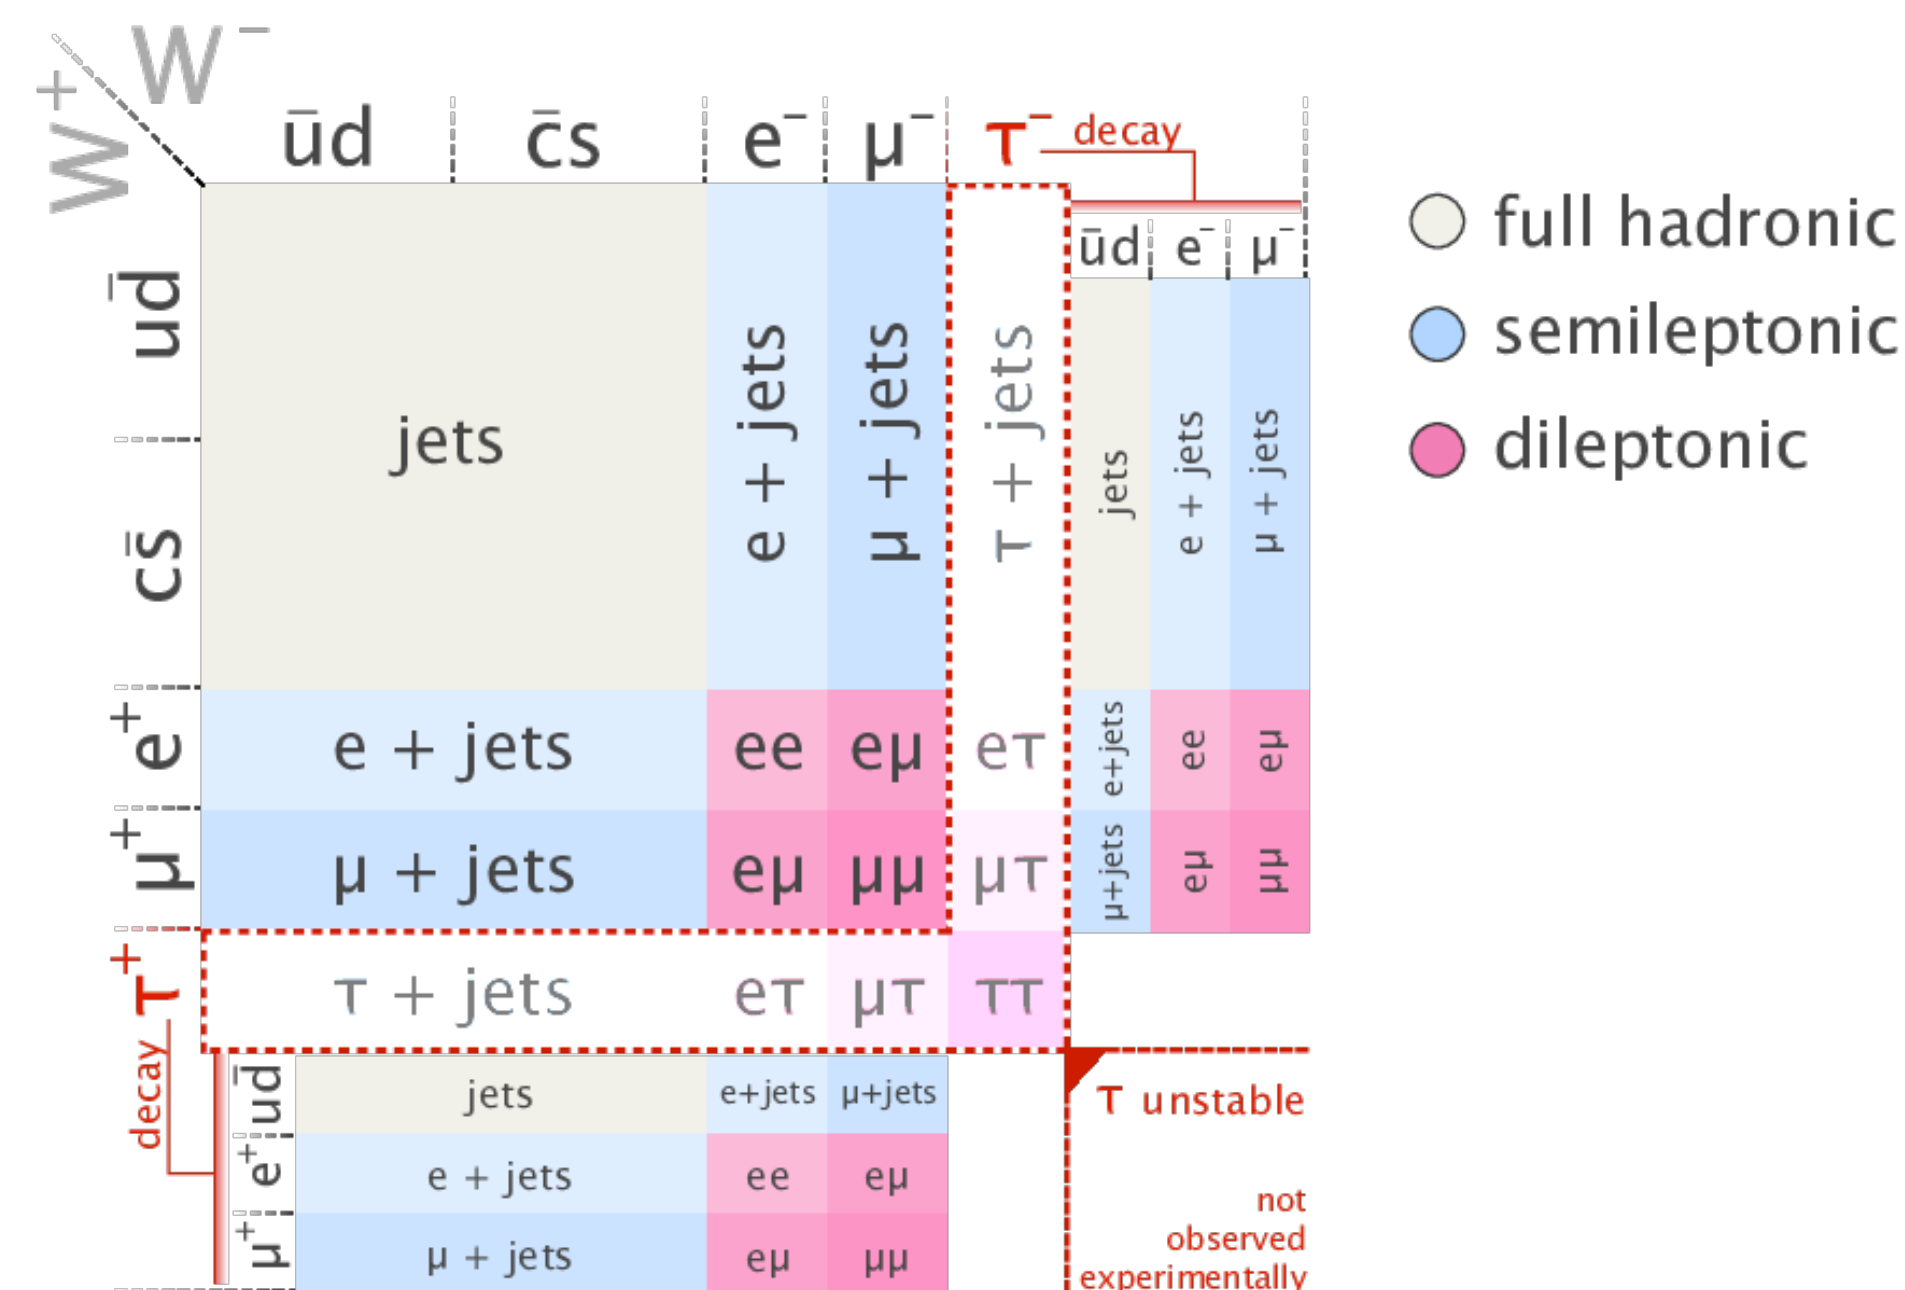 W⁻
W⁺
ūd
c̄s
e⁻
μ⁻
τ⁻
decay
ūd
e⁻
μ⁻
full hadronic
semileptonic
dileptonic
ud̄
cs̄
jets
e + jets
μ + jets
τ + jets
jets
e + jets
μ + jets
e⁺
e + jets
ee
eμ
eτ
e+jets
ee
eμ
μ⁺
μ + jets
eμ
μμ
μτ
μ+jets
eμ
μμ
τ⁺
τ + jets
eτ
μτ
ττ
decay
ud̄
jets
e+jets
μ+jets
e⁺
e + jets
ee
eμ
μ⁺
μ + jets
eμ
μμ
τ unstable
not
observed
experimentally